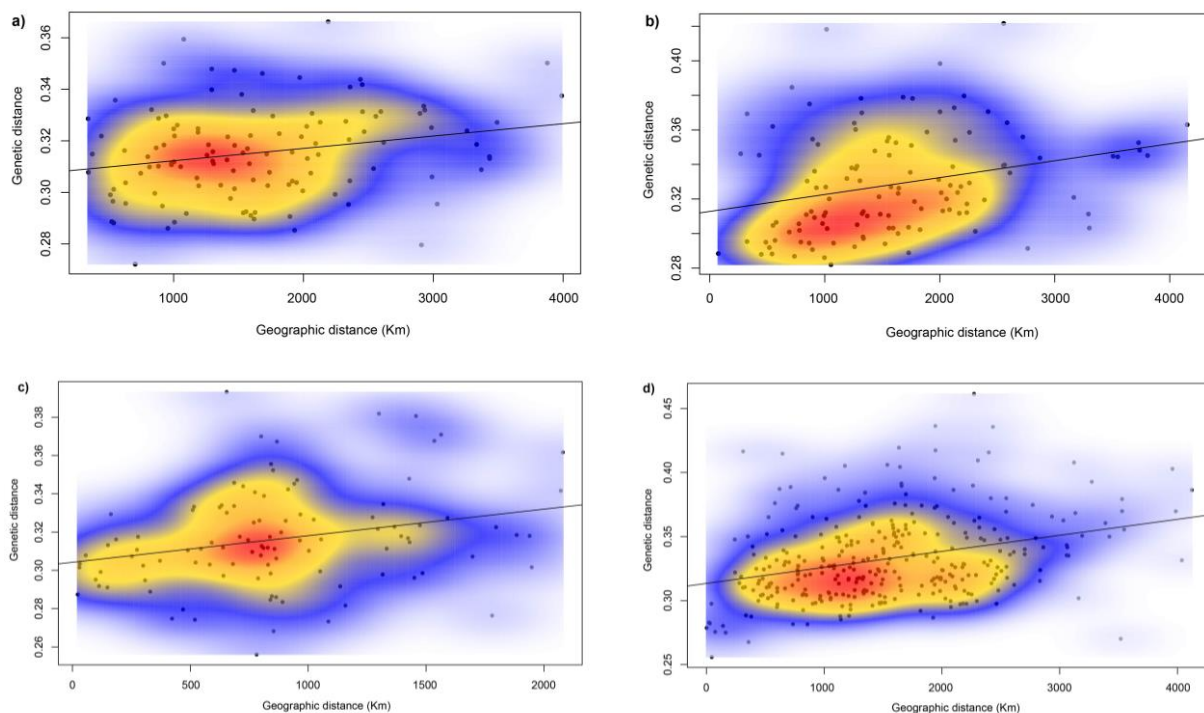 a)
Genetic distance
0.36
0.34
0.32
0.30
0.28
1000 2000 3000 4000
Geographic distance (Km)
b)
Genetic distance
0.40
0.36
0.32
0.28
0 1000 2000 3000 4000
Geographic distance (Km)
c)
Genetic distance
0.38
0.36
0.34
0.32
0.30
0.28
0.26
0 500 1000 1500 2000
Geographic distance (Km)
d)
Genetic distance
0.45
0.40
0.35
0.30
0.25
0 1000 2000 3000 4000
Geographic distance (Km)